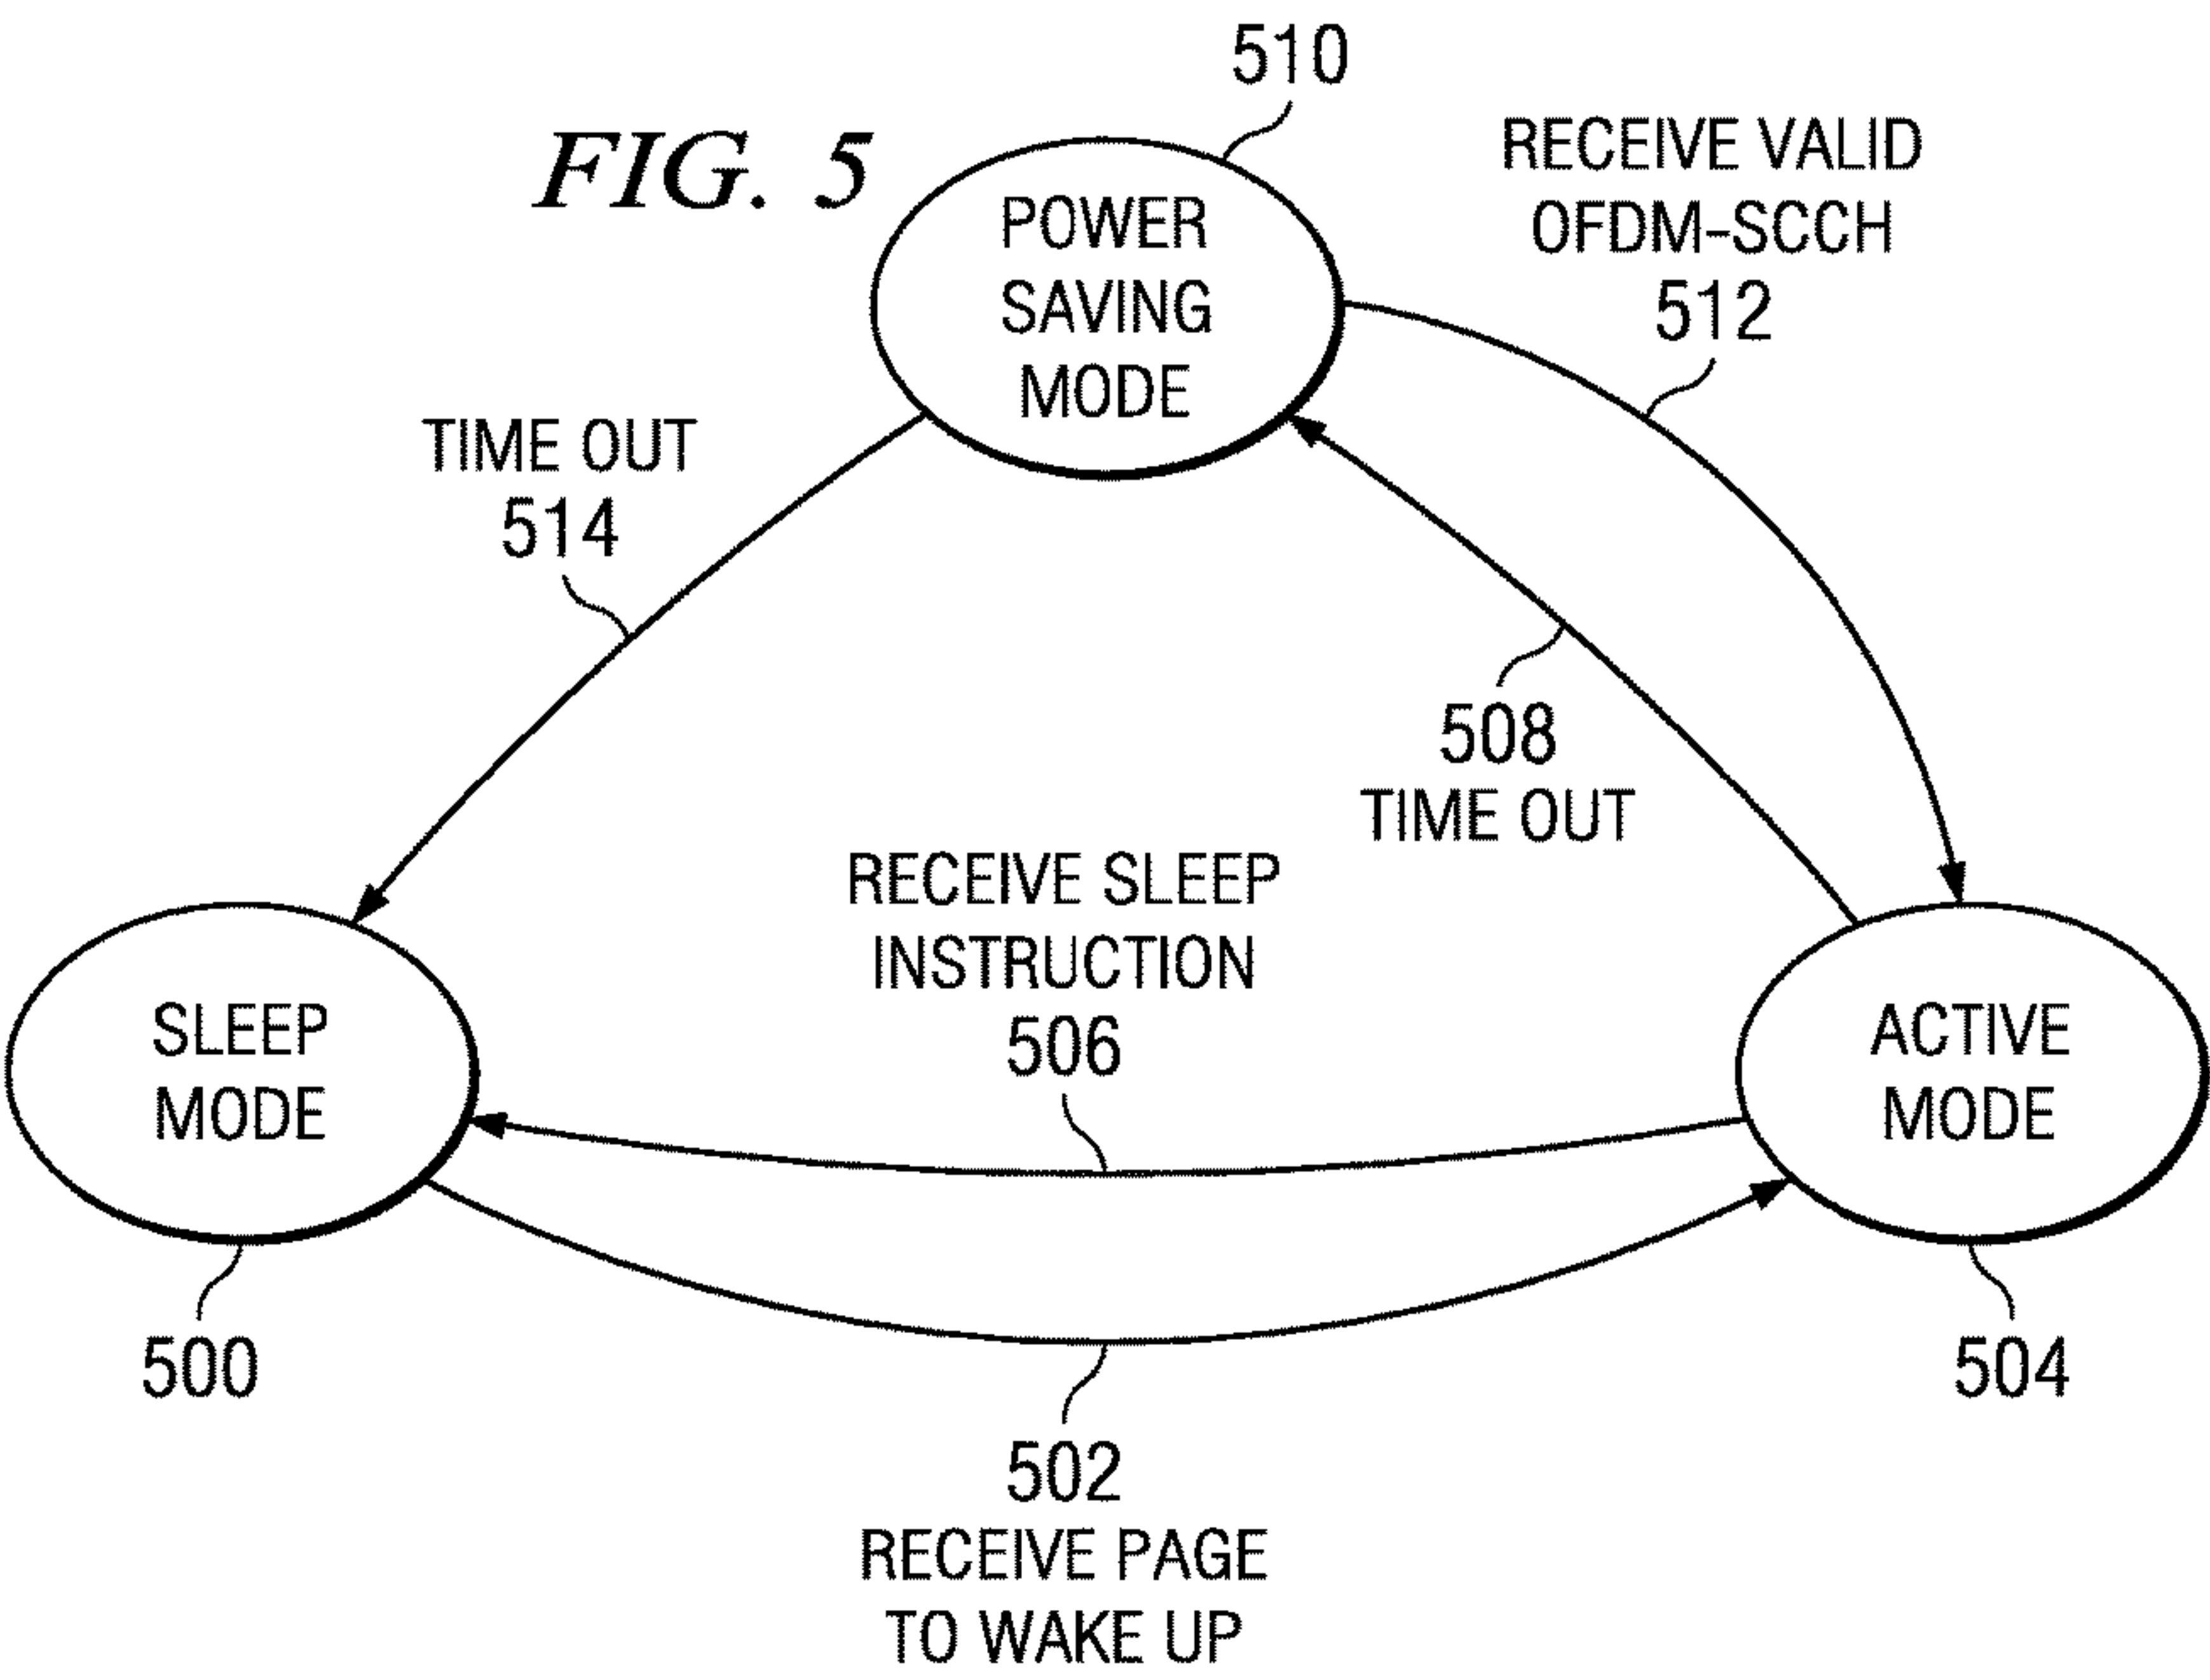 510
FIG. 5
RECEIVE VALID
OFDM-SCCH
512
POWER
SAVING
MODE
TIME OUT
514
508
TIME OUT
RECEIVE SLEEP
INSTRUCTION
506
SLEEP
MODE
ACTIVE
MODE
500
504
502
RECEIVE PAGE
TO WAKE UP